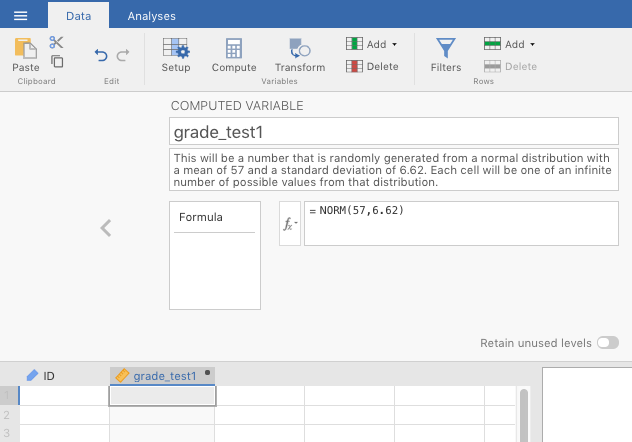 Data Analyses
Paste
Clipboard
Edit
Setup Compute Transform
Add
Delete
Variables
Filters
Add
Delete
Rows
COMPUTED VARIABLE
grade_test1
This will be a number that is randomly generated from a normal distribution with
a mean of 57 and a standard deviation of 6.62. Each cell will be one of an infinite
number of possible values from that distribution.
Formula
fx
= NORM(57,6.62)
Retain unused levels
ID grade_test1
1
2
3